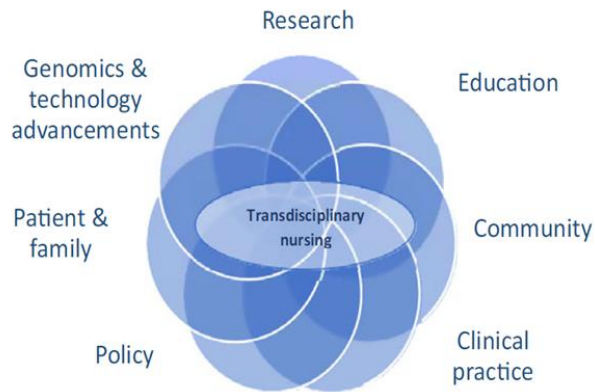 Research
Genomics &
technology
advancements
Education
Patient &
family
Transdisciplinary
nursing
Community
Policy
Clinical
practice